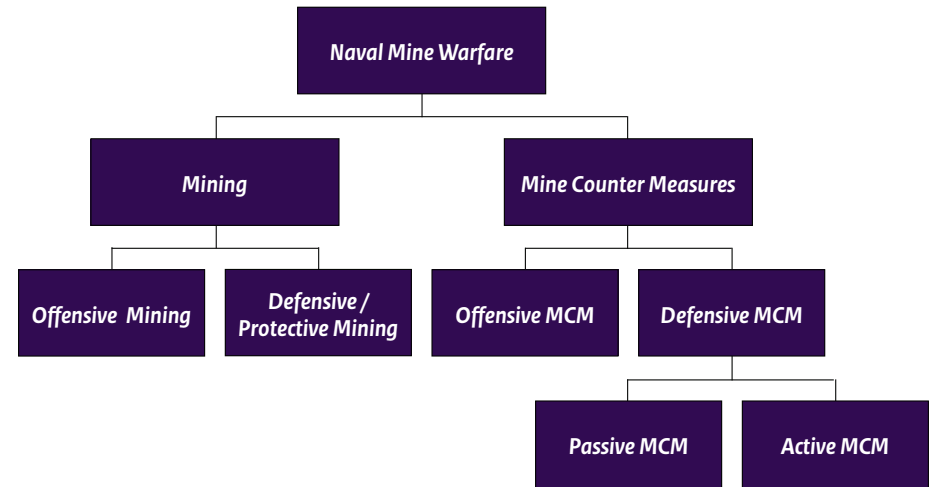 Naval Mine Warfare
Mining
Mine Counter Measures
Offensive Mining
Defensive /
Protective Mining
Offensive MCM
Defensive MCM
Passive MCM
Active MCM